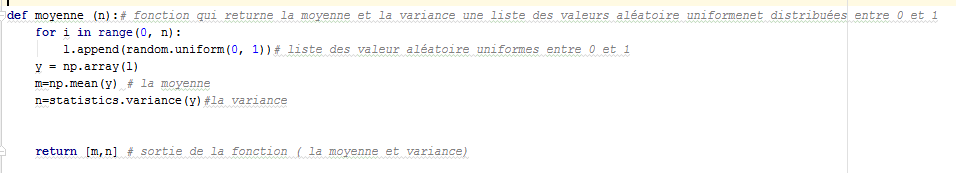 def moyenne (n):# fonction qui returne la moyenne et la variance une liste des valeurs aléatoire uniformenet distribuées entre 0 et 1
for i in range(0, n):
l.append(random.uniform(0, 1))# liste des valeur aléatoire uniformes entre 0 et 1
y = np.array(l)
m=np.mean(y) # la moyenne
n=statistics.variance(y)#la variance
return [m,n] # sortie de la fonction ( la moyenne et variance)